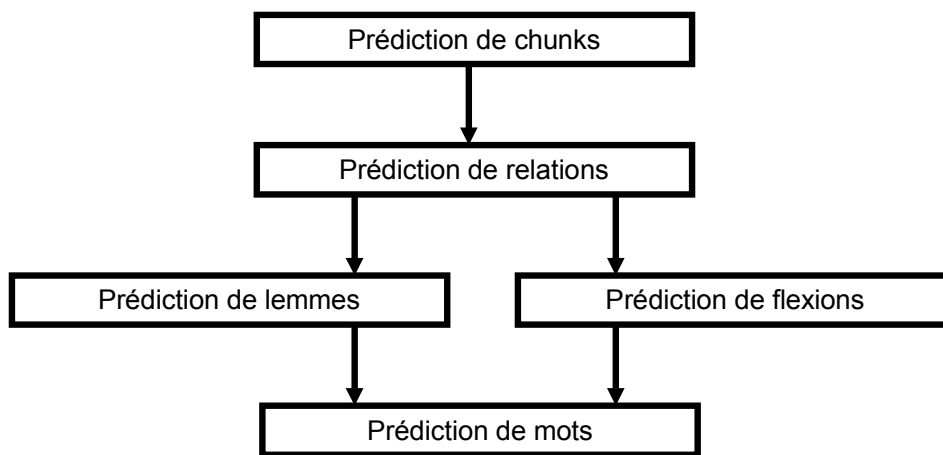 Prédiction de chunks
Prédiction de relations
Prédiction de lemmes
Prédiction de flexions
Prédiction de mots